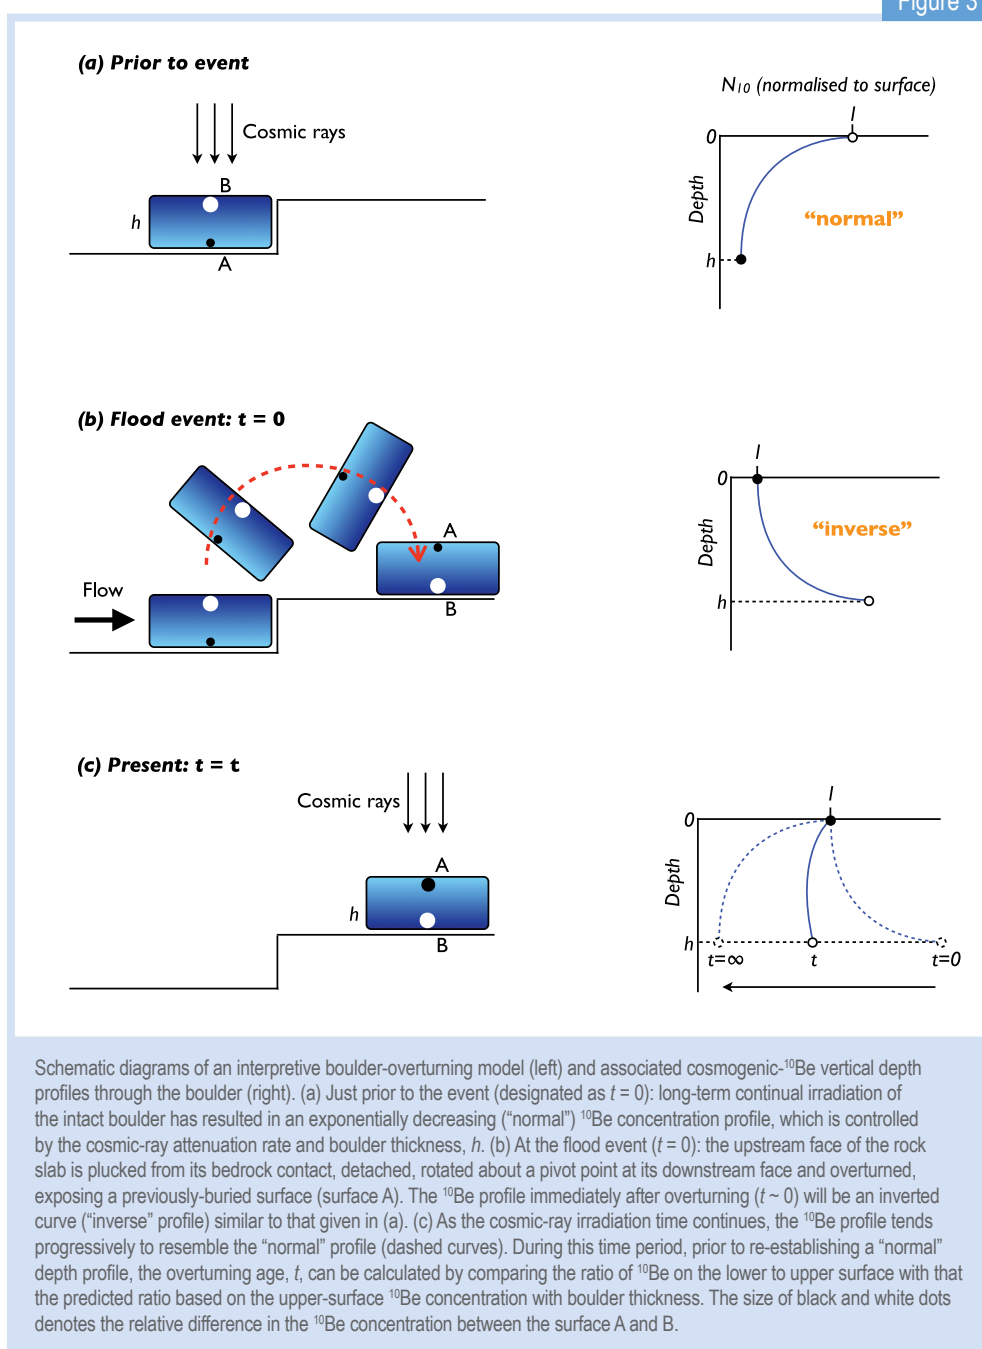 Figure 3
(a) Prior to event
N10 (normalised to surface)
Cosmic rays
I
0
B
h
Depth
"normal"
A
h
(b) Flood event: t = 0
I
0
A
"inverse"
Depth
Flow
B
h
(c) Present: t = t
Cosmic rays
I
0
A
Depth
h
B
h
t=∞
t
t=0
Schematic diagrams of an interpretive boulder-overturning model (left) and associated cosmogenic-¹⁰Be vertical depth
profiles through the boulder (right). (a) Just prior to the event (designated as t = 0): long-term continual irradiation of
the intact boulder has resulted in an exponentially decreasing ("normal") ¹⁰Be concentration profile, which is controlled
by the cosmic-ray attenuation rate and boulder thickness, h. (b) At the flood event (t = 0): the upstream face of the rock
slab is plucked from its bedrock contact, detached, rotated about a pivot point at its downstream face and overturned,
exposing a previously-buried surface (surface A). The ¹⁰Be profile immediately after overturning (t ~ 0) will be an inverted
curve ("inverse" profile) similar to that given in (a). (c) As the cosmic-ray irradiation time continues, the ¹⁰Be profile tends
progressively to resemble the "normal" profile (dashed curves). During this time period, prior to re-establishing a "normal"
depth profile, the overturning age, t, can be calculated by comparing the ratio of ¹⁰Be on the lower to upper surface with that
the predicted ratio based on the upper-surface ¹⁰Be concentration with boulder thickness. The size of black and white dots
denotes the relative difference in the ¹⁰Be concentration between the surface A and B.